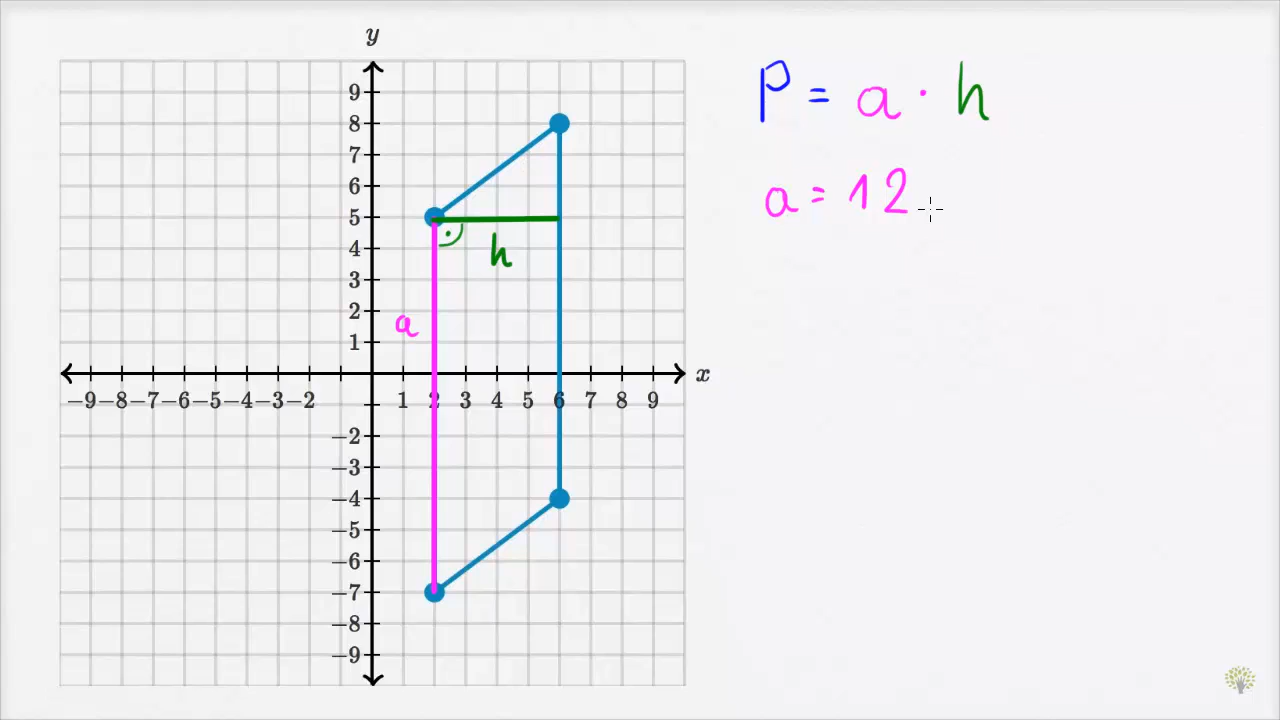 y
9
8
7
6
5
4
3
2
1
−9 −8 −7 −6 −5 −4 −3 −2 1 2 3 4 5 6 7 8 9 x
−2
−3
−4
−5
−6
−7
−8
−9
h
a
P = a · h
a = 12